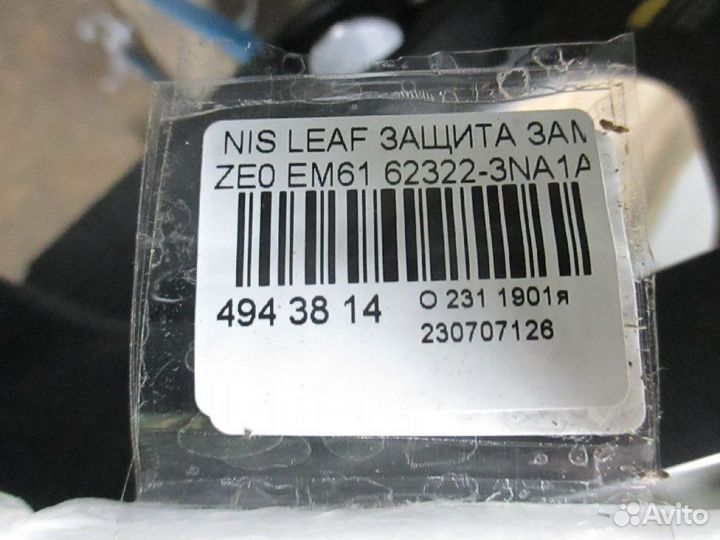 NIS LEAF ЗАЩИТА ЗАМ
ZE0 EM61 62322-3NA1A
494 38 14
О 231 1901я
230707126
Avito